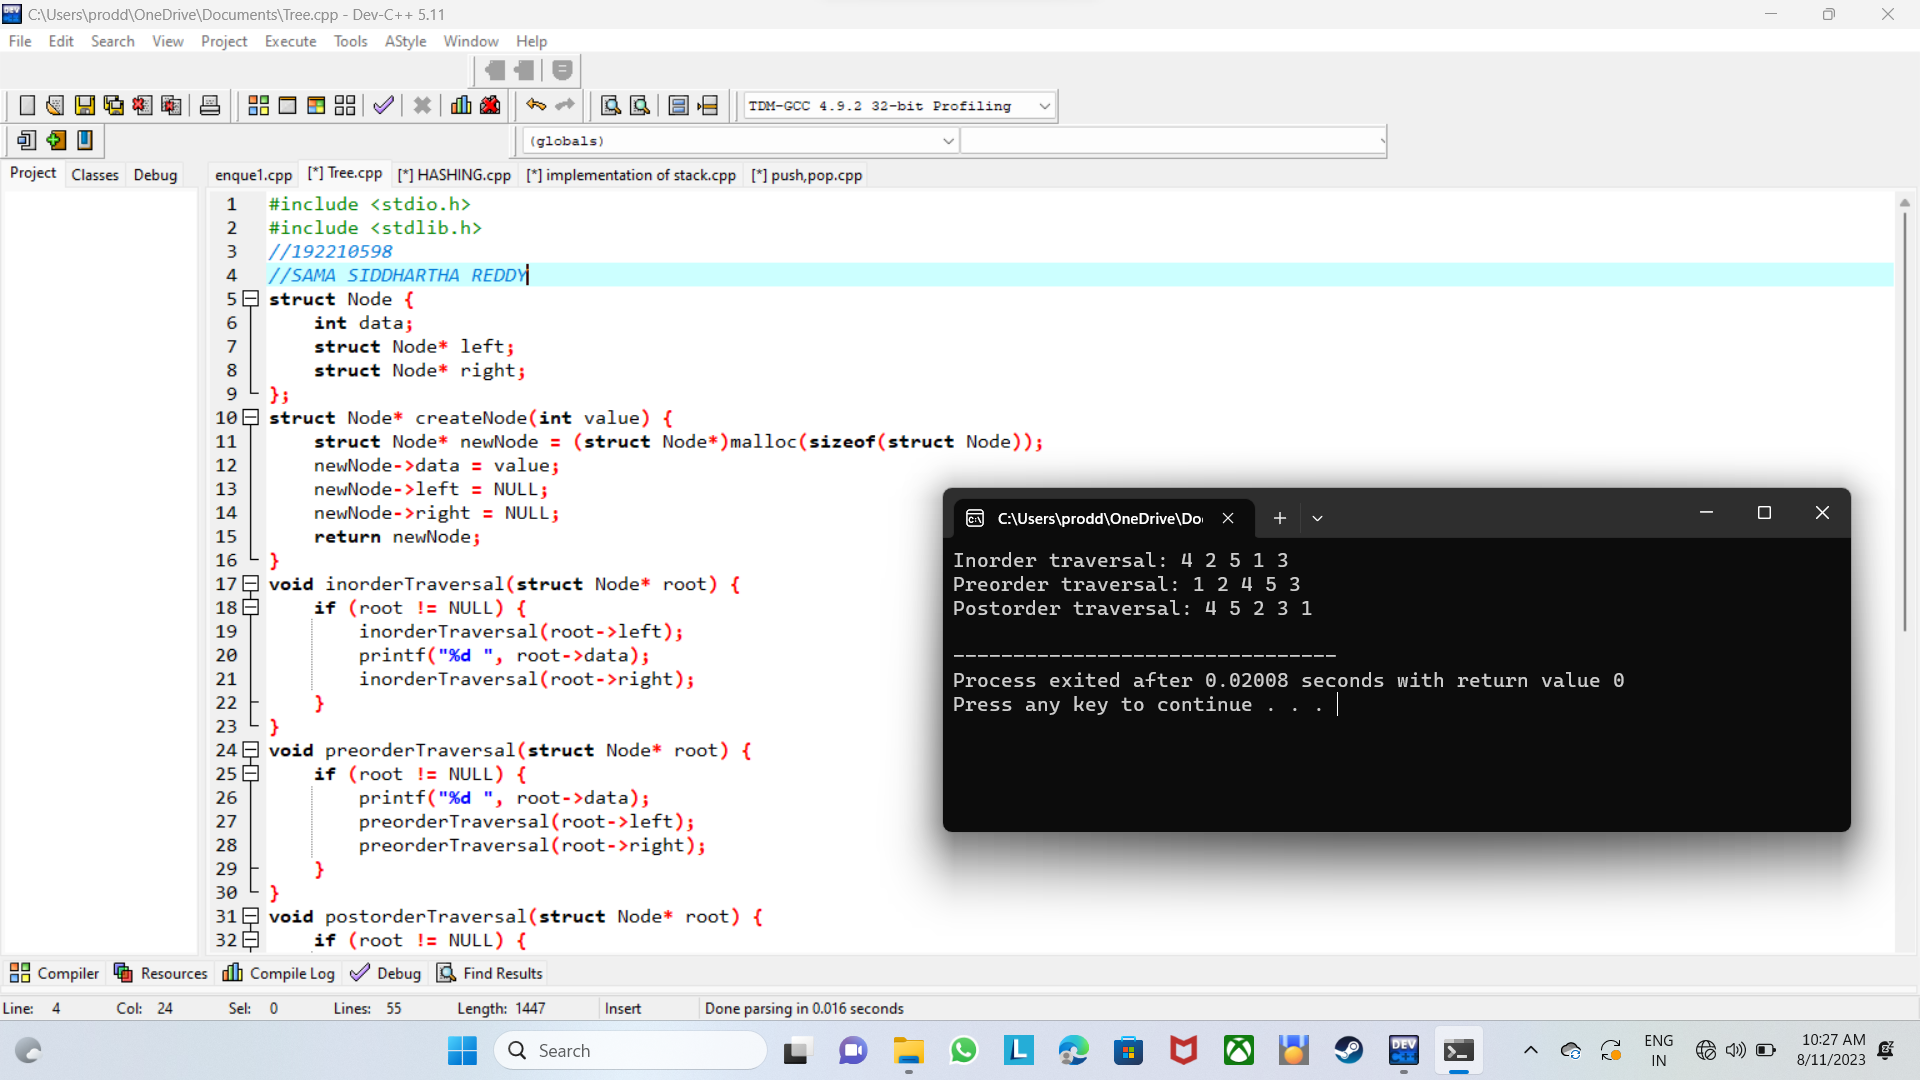 C:\Users\prodd\OneDrive\Documents\Tree.cpp - Dev-C++ 5.11
File Edit Search View Project Execute Tools AStyle Window Help
TDM-GCC 4.9.2 32-bit Profiling
(globals)
Project Classes Debug
enque1.cpp [*] Tree.cpp [*] HASHING.cpp [*] implementation of stack.cpp [*] push,pop.cpp
1 #include <stdio.h>
2 #include <stdlib.h>
3 //192210598
4 //SAMA SIDDHARTHA REDDY
5 struct Node {
6 int data;
7 struct Node* left;
8 struct Node* right;
9 };
10 struct Node* createNode(int value) {
11 struct Node* newNode = (struct Node*)malloc(sizeof(struct Node));
12 newNode->data = value;
13 newNode->left = NULL;
14 newNode->right = NULL;
15 return newNode;
16 }
17 void inorderTraversal(struct Node* root) {
18 if (root != NULL) {
19 inorderTraversal(root->left);
20 printf("%d ", root->data);
21 inorderTraversal(root->right);
22 }
23 }
24 void preorderTraversal(struct Node* root) {
25 if (root != NULL) {
26 printf("%d ", root->data);
27 preorderTraversal(root->left);
28 preorderTraversal(root->right);
29 }
30 }
31 void postorderTraversal(struct Node* root) {
32 if (root != NULL) {
C:\Users\prodd\OneDrive\Do
Inorder traversal: 4 2 5 1 3
Preorder traversal: 1 2 4 5 3
Postorder traversal: 4 5 2 3 1
--------------------------------
Process exited after 0.02008 seconds with return value 0
Press any key to continue . . .
Compiler Resources Compile Log Debug Find Results
Line: 4 Col: 24 Sel: 0 Lines: 55 Length: 1447 Insert Done parsing in 0.016 seconds
Search
DEV
L
ENG
IN
10:27 AM
8/11/2023